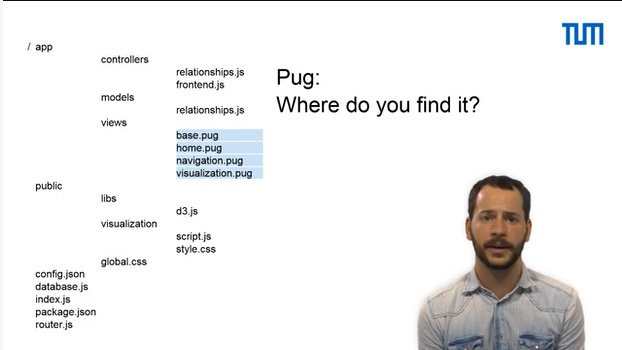 TUM
/ app
controllers
relationships.js
frontend.js
models
relationships.js
views
base.pug
home.pug
navigation.pug
visualization.pug
public
libs
d3.js
visualization
script.js
style.css
global.css
config.json
database.js
index.js
package.json
router.js
Pug:
Where do you find it?